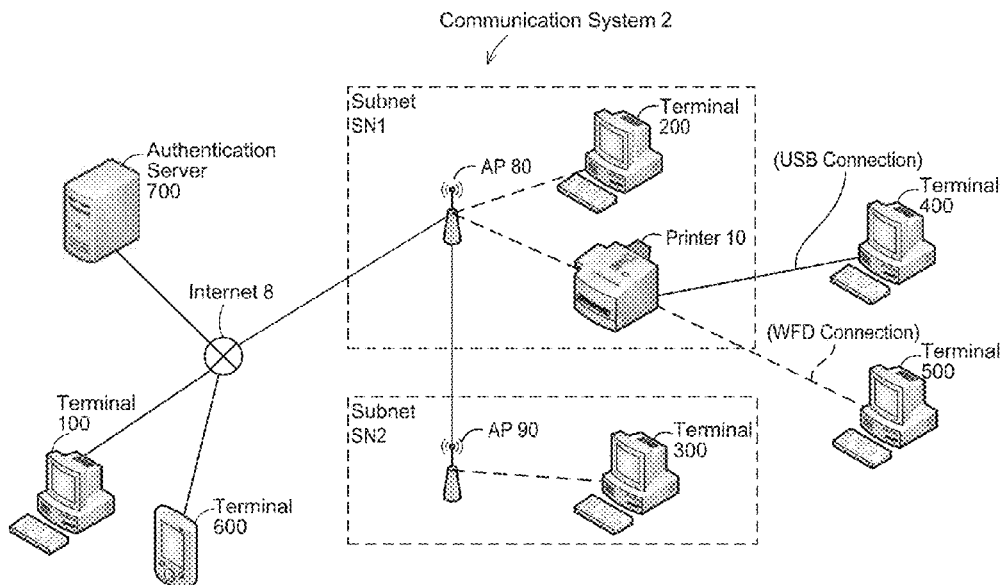 Communication System 2
Subnet
SN1
Terminal
200
Authentication
Server
700
AP 80
(USB Connection)
Terminal
400
Printer 10
Internet 8
(WFD Connection)
Terminal
500
Terminal
100
Subnet
SN2
AP 90
Terminal
300
Terminal
600